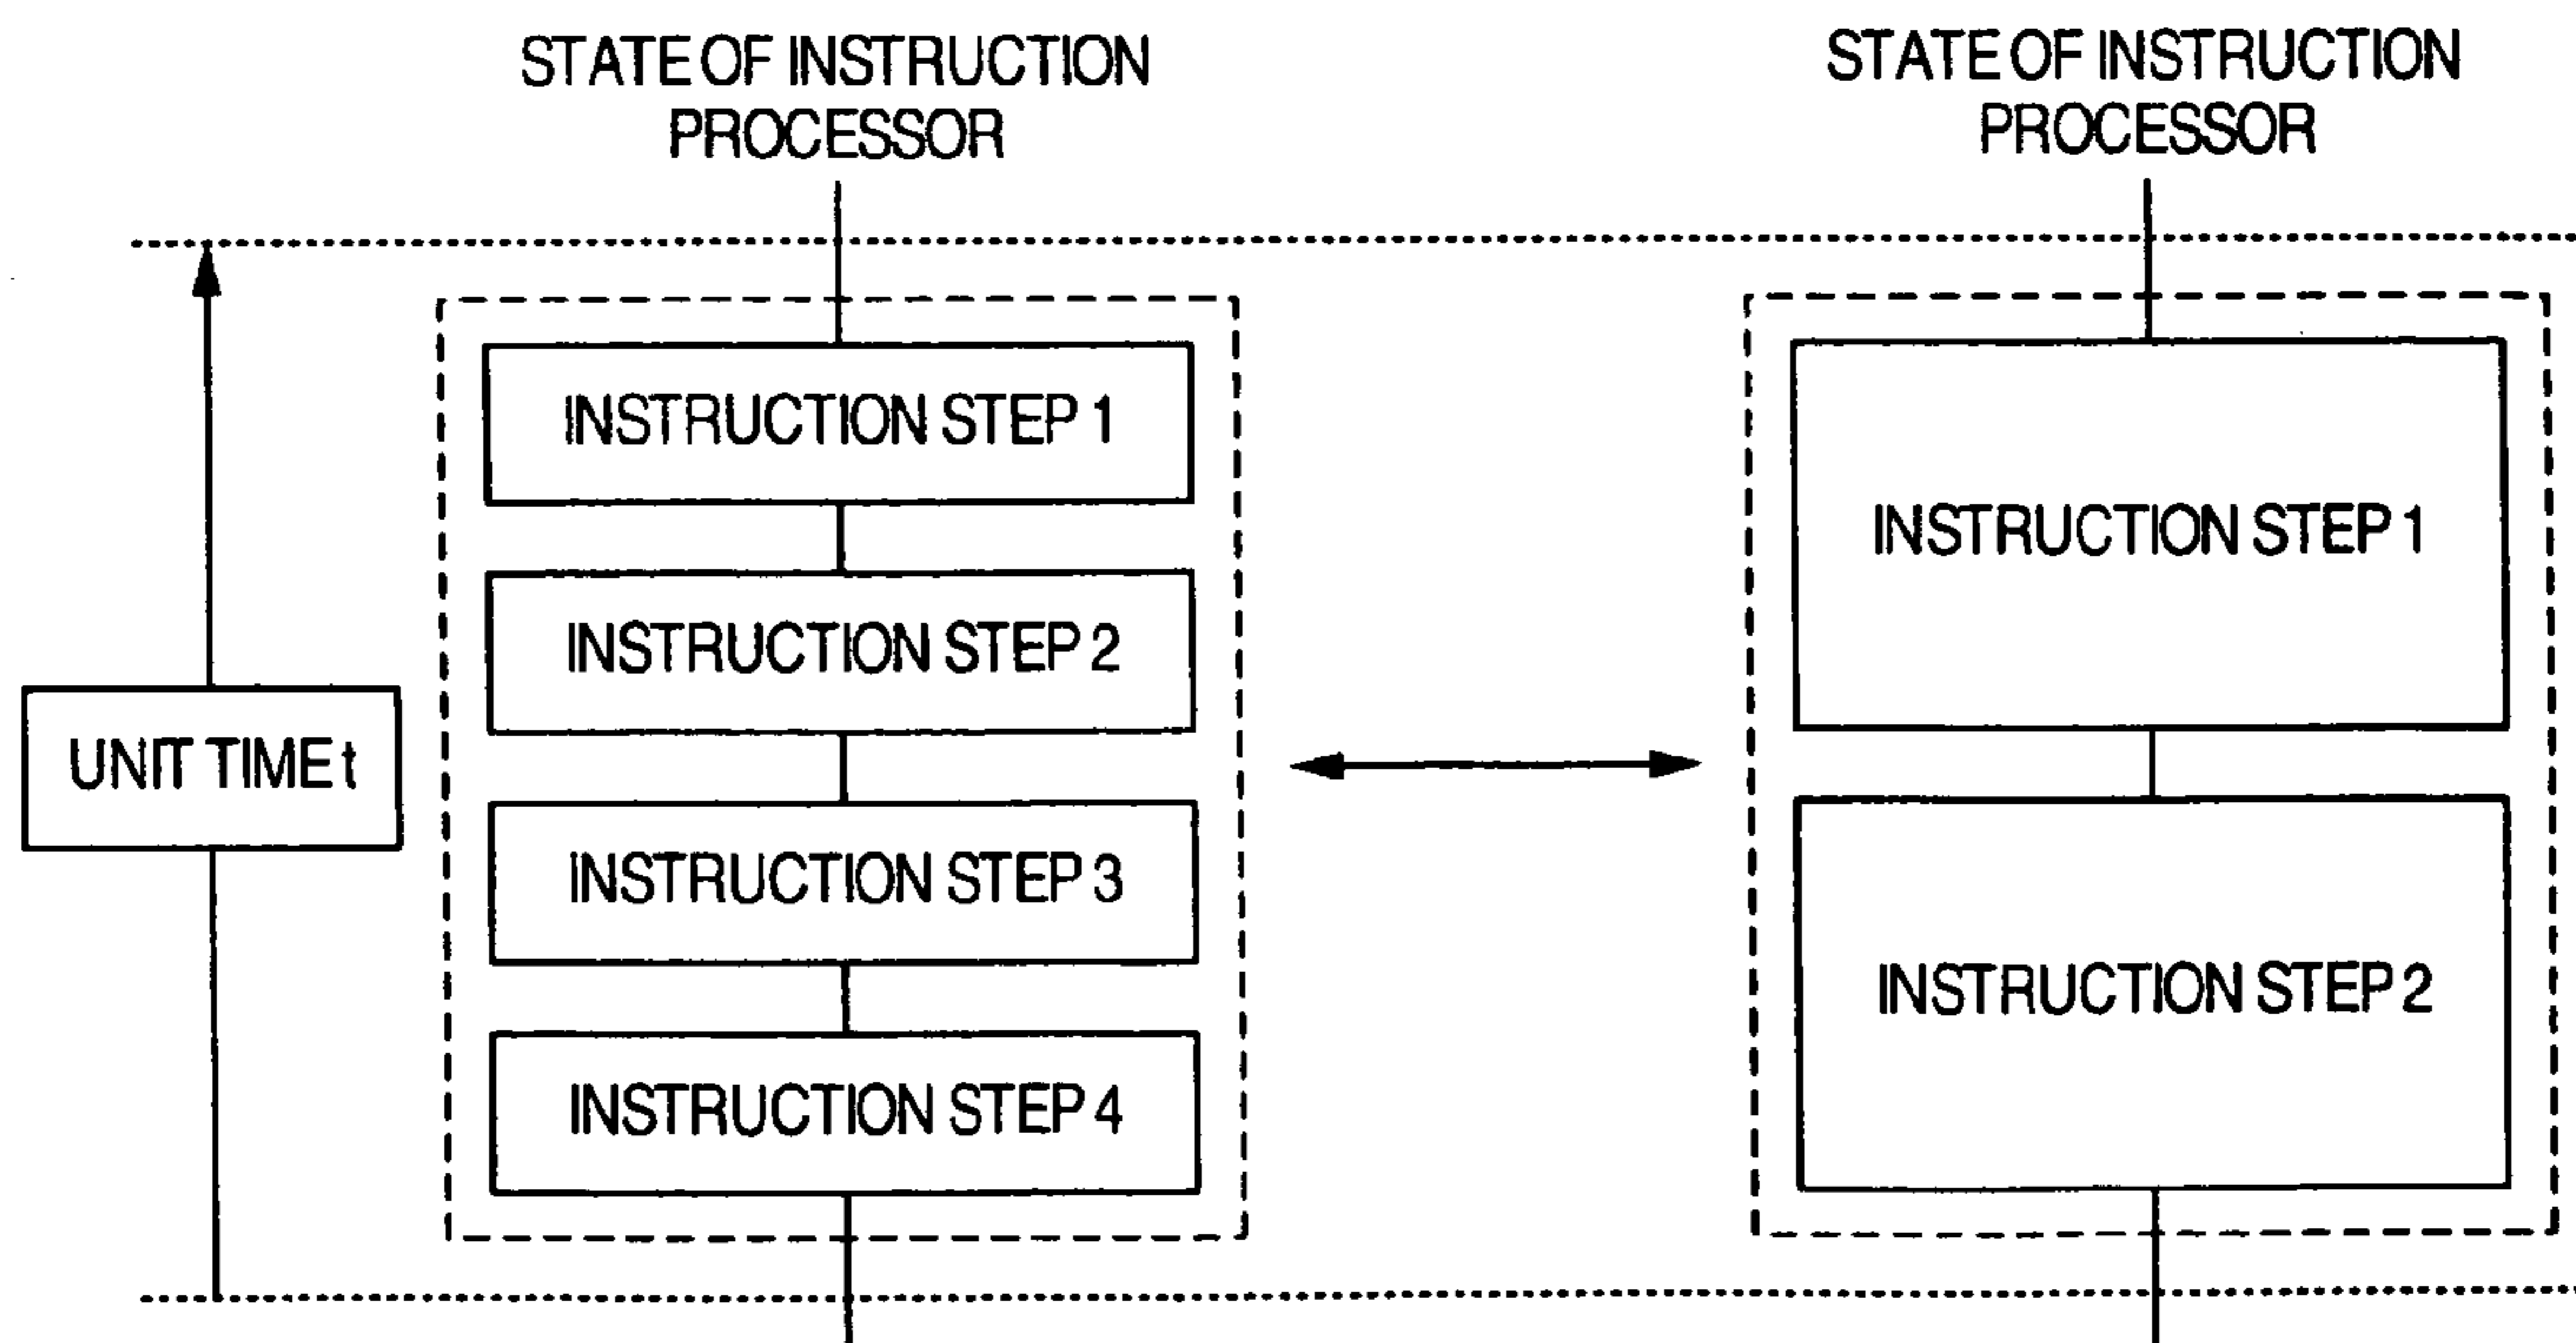 STATE OF INSTRUCTION
PROCESSOR
INSTRUCTION STEP 1
INSTRUCTION STEP 2
INSTRUCTION STEP 3
INSTRUCTION STEP 4
UNIT TIME t
STATE OF INSTRUCTION
PROCESSOR
INSTRUCTION STEP 1
INSTRUCTION STEP 2